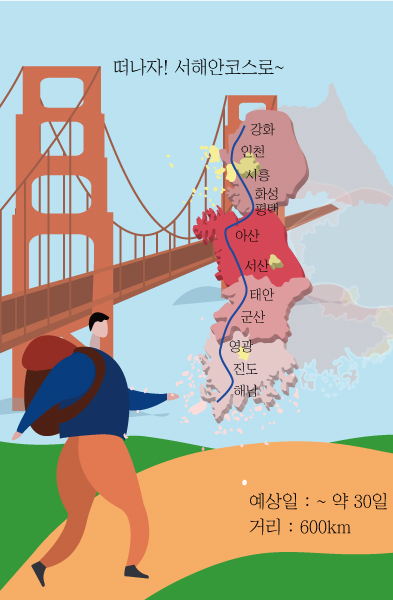 떠나자! 서해안코스로~
강화
인천
시흥
화성
평택
아산
서산
태안
군산
영광
진도
해남
예상일 : ~ 약 30일
거리 : 600km